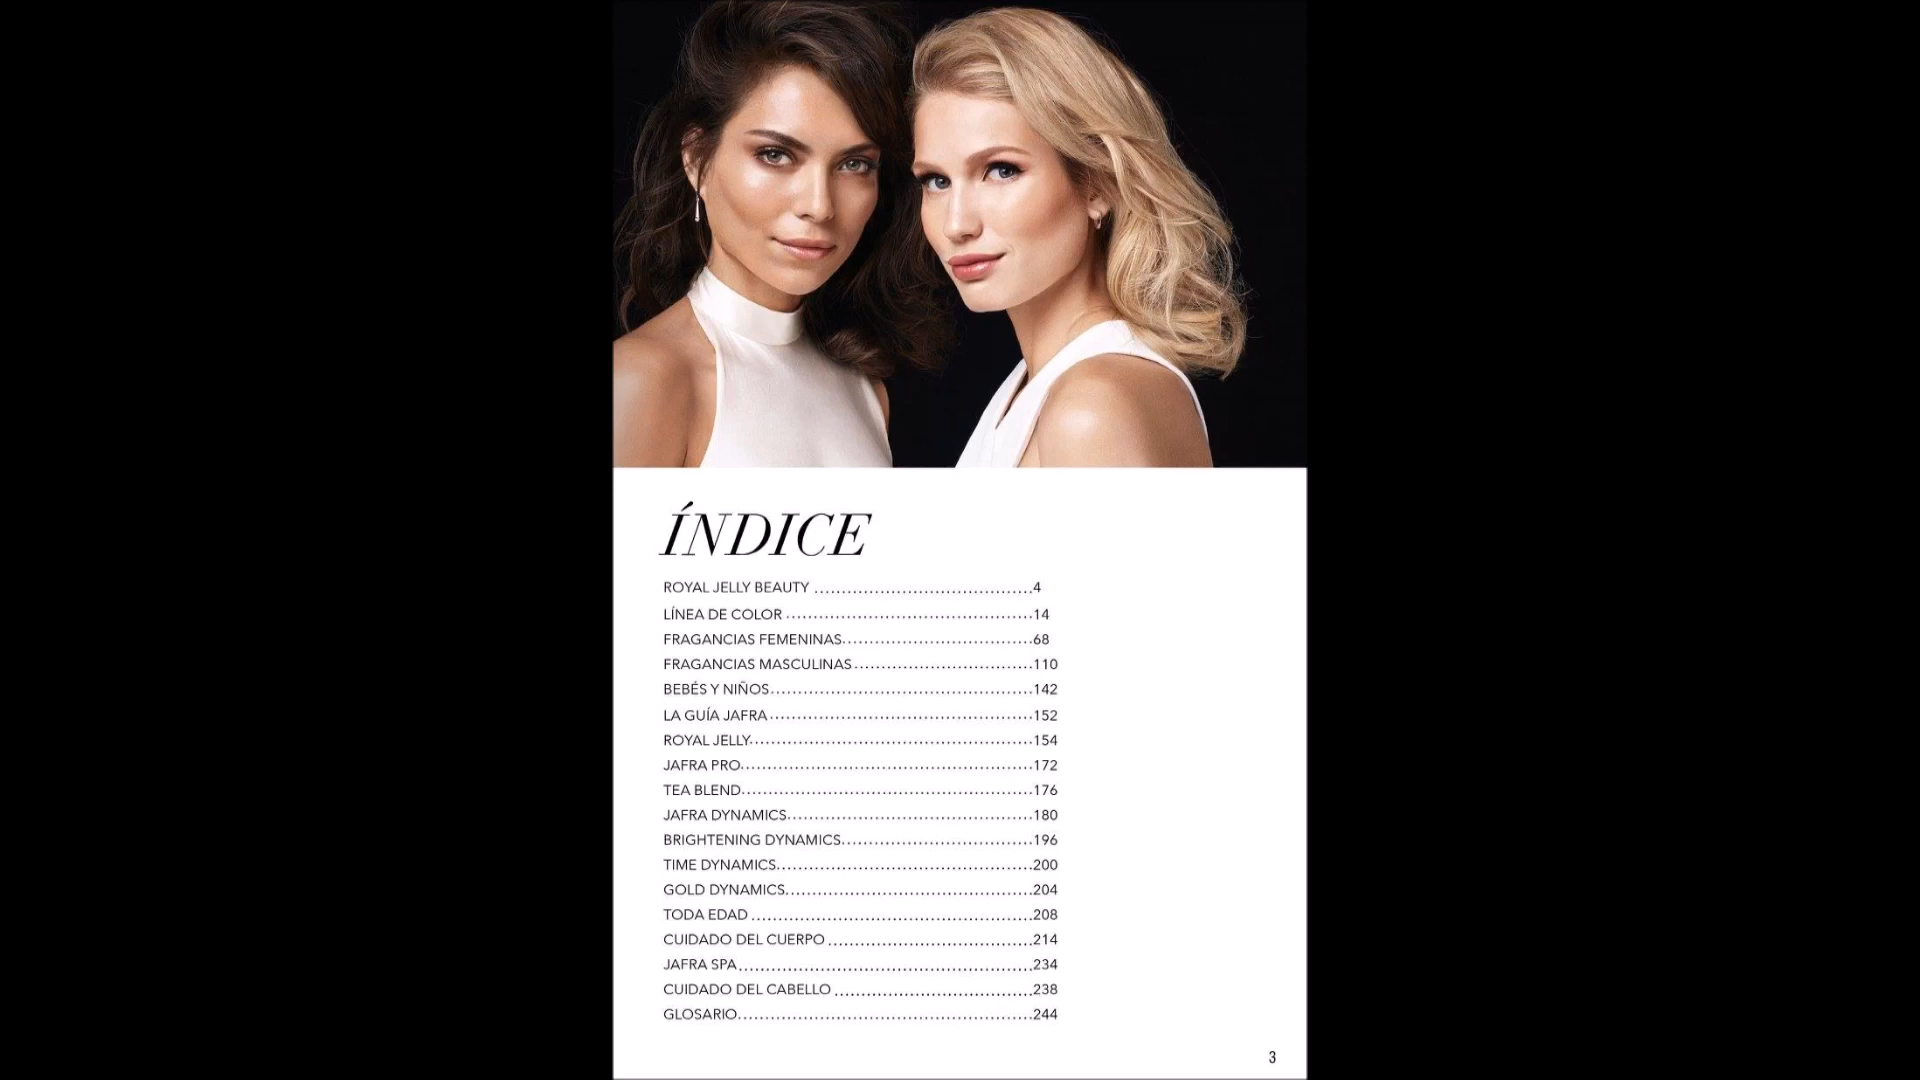 ÍNDICE
ROYAL JELLY BEAUTY ........................................4
LÍNEA DE COLOR .............................................14
FRAGANCIAS FEMENINAS..................................68
FRAGANCIAS MASCULINAS................................110
BEBÉS Y NIÑOS...............................................142
LA GUÍA JAFRA...............................................152
ROYAL JELLY..................................................154
JAFRA PRO....................................................172
TEA BLEND....................................................176
JAFRA DYNAMICS............................................180
BRIGHTENING DYNAMICS..................................196
TIME DYNAMICS..............................................200
GOLD DYNAMICS............................................204
TODA EDAD ..................................................208
CUIDADO DEL CUERPO .....................................214
JAFRA SPA.....................................................234
CUIDADO DEL CABELLO ....................................238
GLOSARIO.....................................................244
3